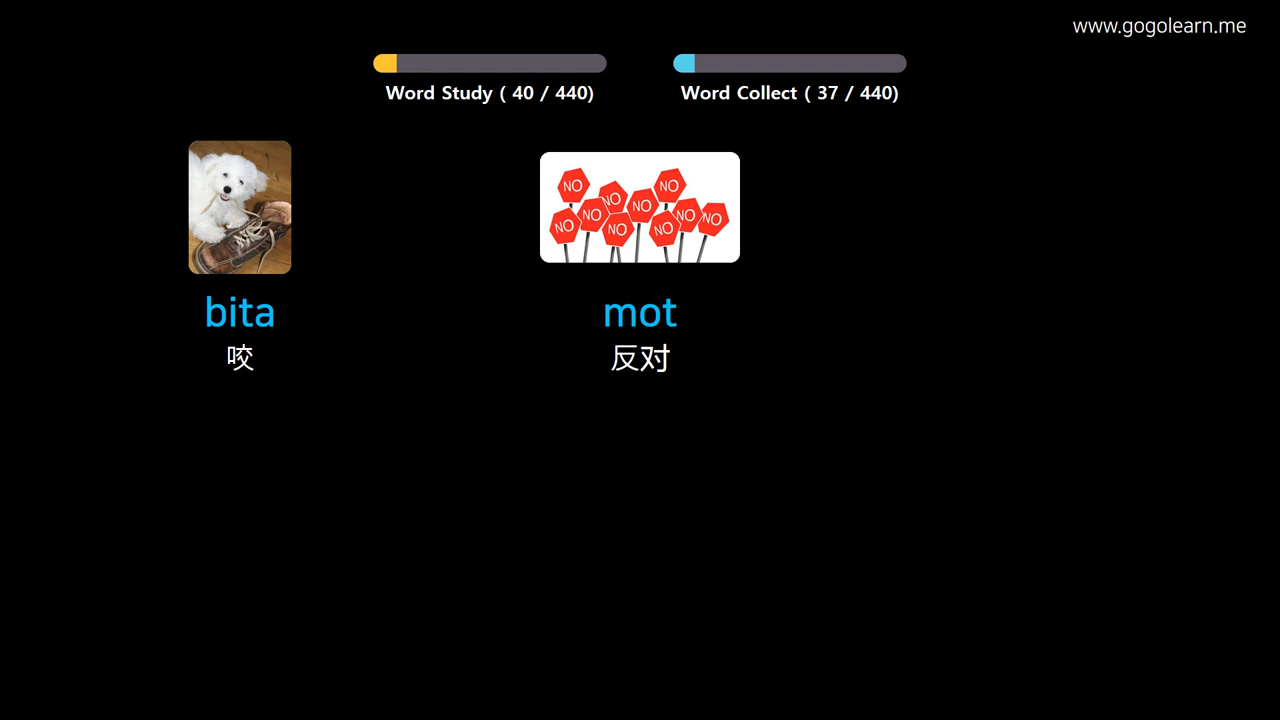 www.gogolearn.me
Word Study ( 40 / 440)
Word Collect ( 37 / 440)
NO
NO
NO
NO
NO
NO
NO
NO
NO
NO
bita
mot
咬
反对